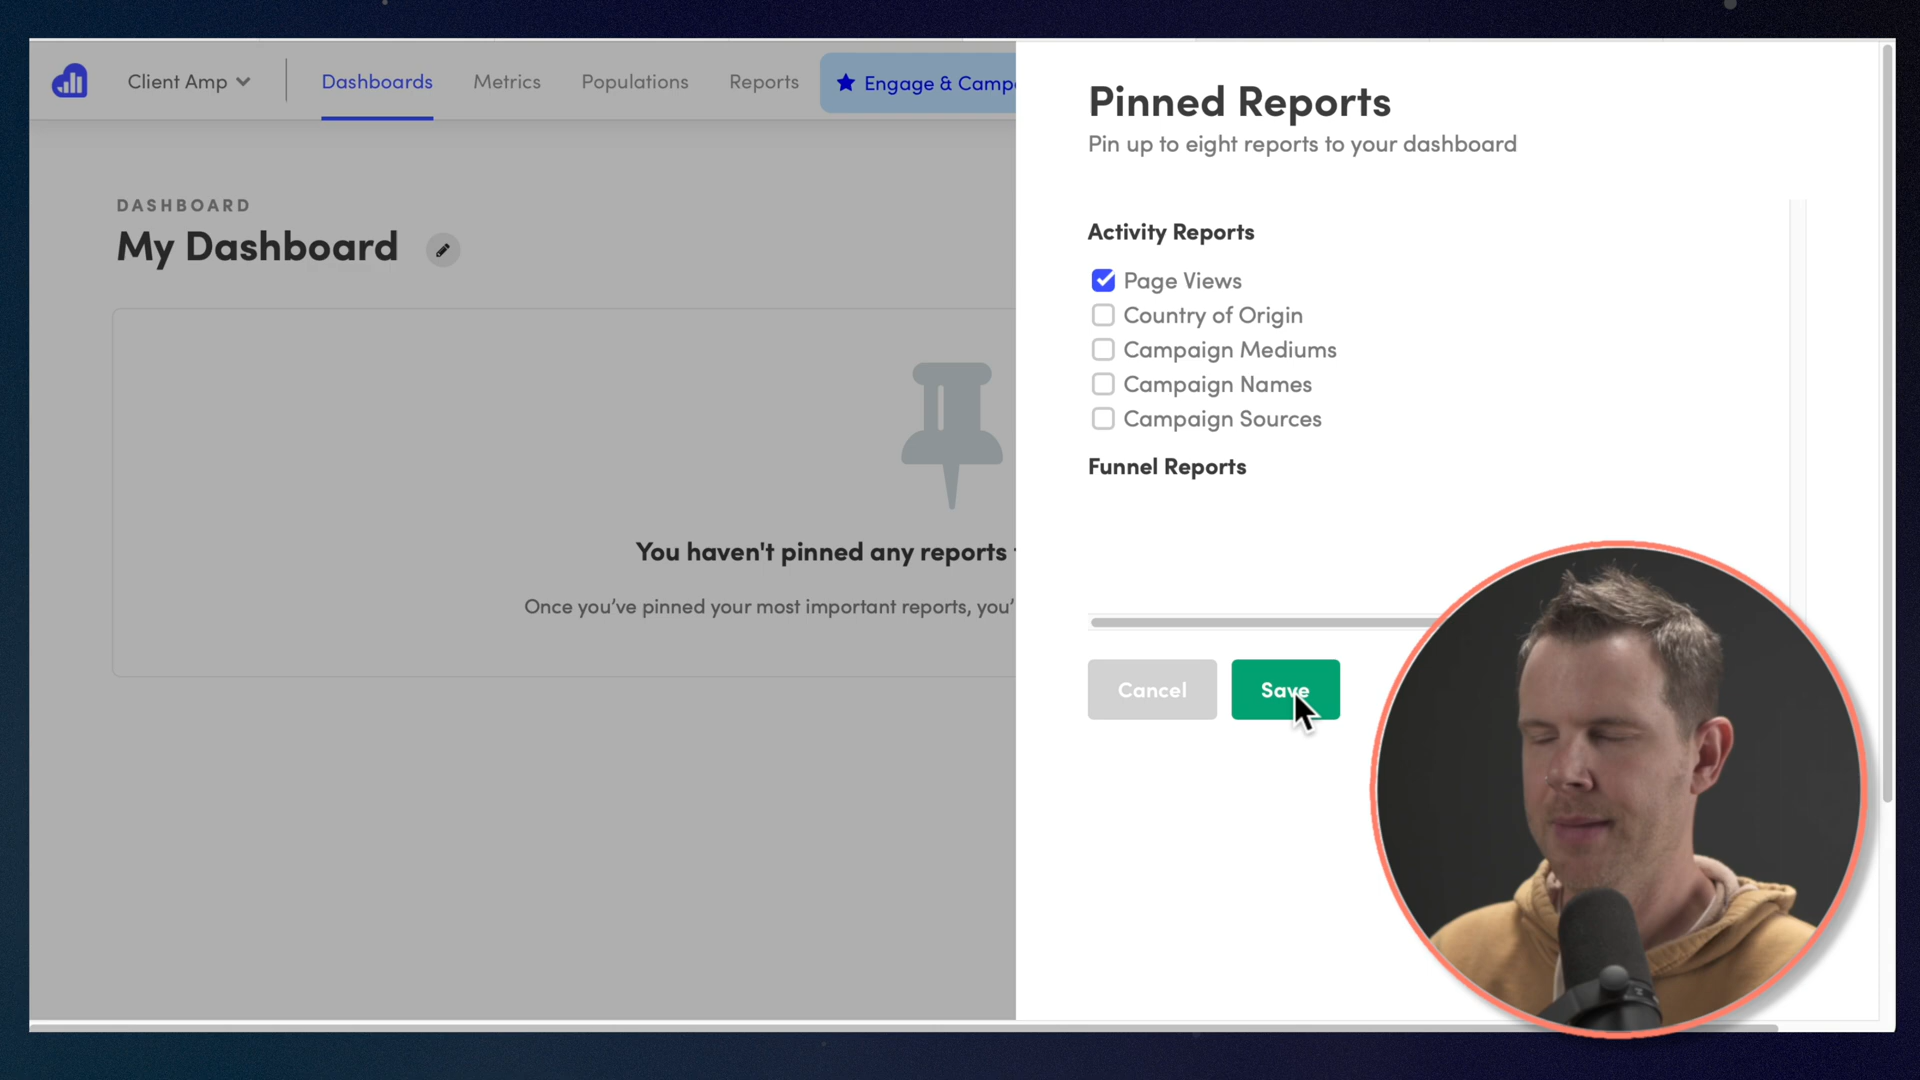 Client Amp
Dashboards
Metrics
Populations
Reports
Engage & Camp
DASHBOARD
My Dashboard
You haven't pinned any reports
Once you've pinned your most important reports, you'
Pinned Reports
Pin up to eight reports to your dashboard
Activity Reports
Page Views
Country of Origin
Campaign Mediums
Campaign Names
Campaign Sources
Funnel Reports
Cancel
Save